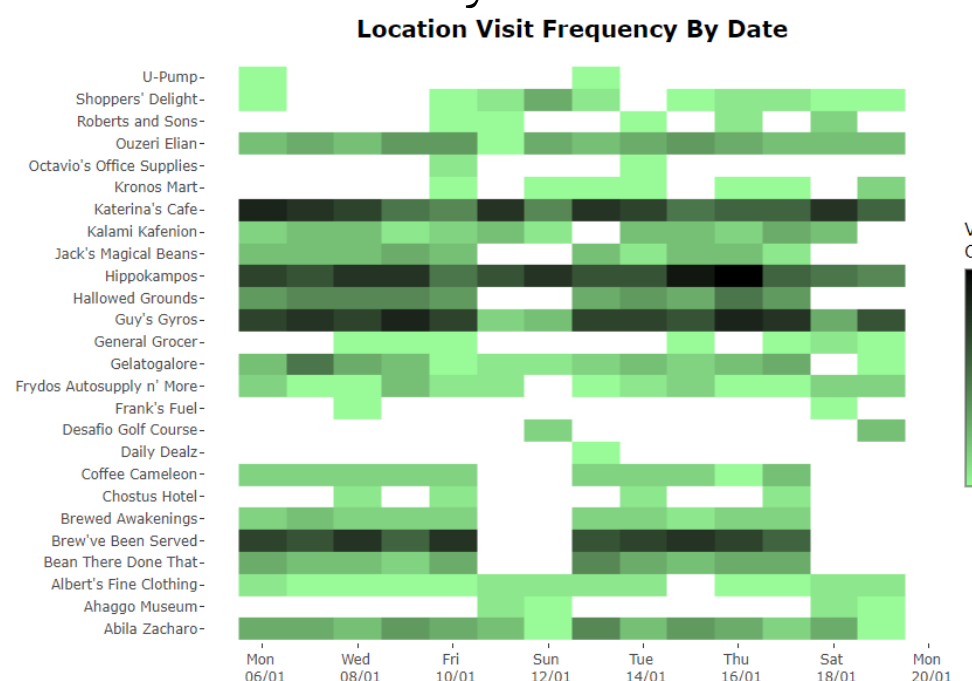 Location Visit Frequency By Date
U-Pump
Shoppers' Delight
Roberts and Sons
Ouzeri Elian
Octavio's Office Supplies
Kronos Mart
Katerina's Cafe
Kalami Kafenion
Jack's Magical Beans
Hippokampos
Hallowed Grounds
Guy's Gyros
General Grocer
Gelatogalore
Frydos Autosupply n' More
Frank's Fuel
Desafio Golf Course
Daily Dealz
Coffee Cameleon
Chostus Hotel
Brewed Awakenings
Brew've Been Served
Bean There Done That
Albert's Fine Clothing
Ahaggo Museum
Abila Zacharo
Mon Wed Fri Sun Tue Thu Sat Mon
06/01 08/01 10/01 12/01 14/01 16/01 18/01 20/01